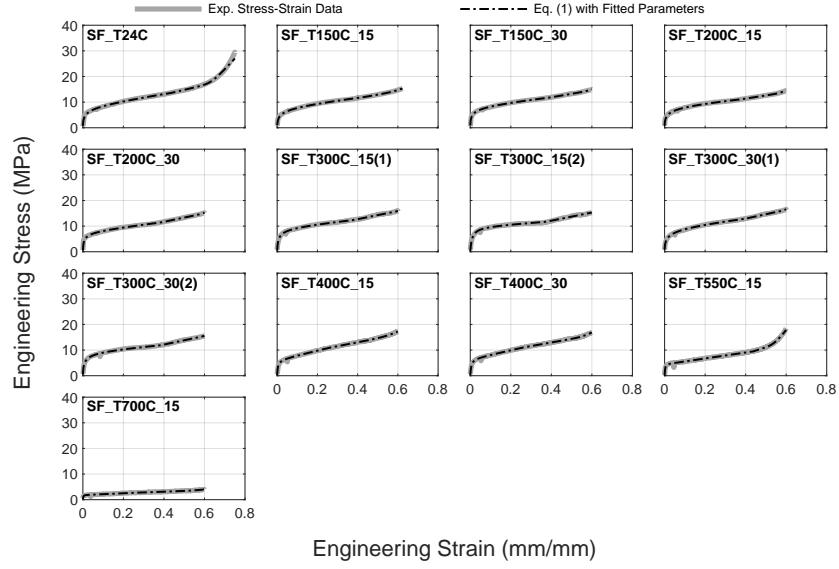 Exp. Stress-Strain Data
Eq. (1) with Fitted Parameters
SF_T24C
SF_T150C_15
SF_T150C_30
SF_T200C_15
40
30
20
10
0
SF_T200C_30
SF_T300C_15(1)
SF_T300C_15(2)
SF_T300C_30(1)
40
30
20
10
0
SF_T300C_30(2)
SF_T400C_15
SF_T400C_30
SF_T550C_15
40
30
20
10
0
0 0.2 0.4 0.6 0.8
0 0.2 0.4 0.6 0.8
0 0.2 0.4 0.6 0.8
SF_T700C_15
40
30
20
10
0
0 0.2 0.4 0.6 0.8
Engineering Stress (MPa)
Engineering Strain (mm/mm)